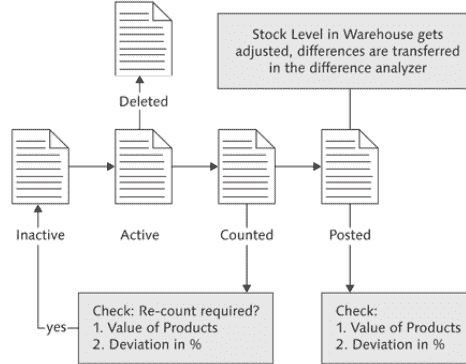 Stock Level in Warehouse gets
adjusted, differences are transferred
in the difference analyzer
Deleted
Inactive
Active
Counted
Posted
yes
Check: Re-count required?
1. Value of Products
2. Deviation in %
Check:
1. Value of Products
2. Deviation in %